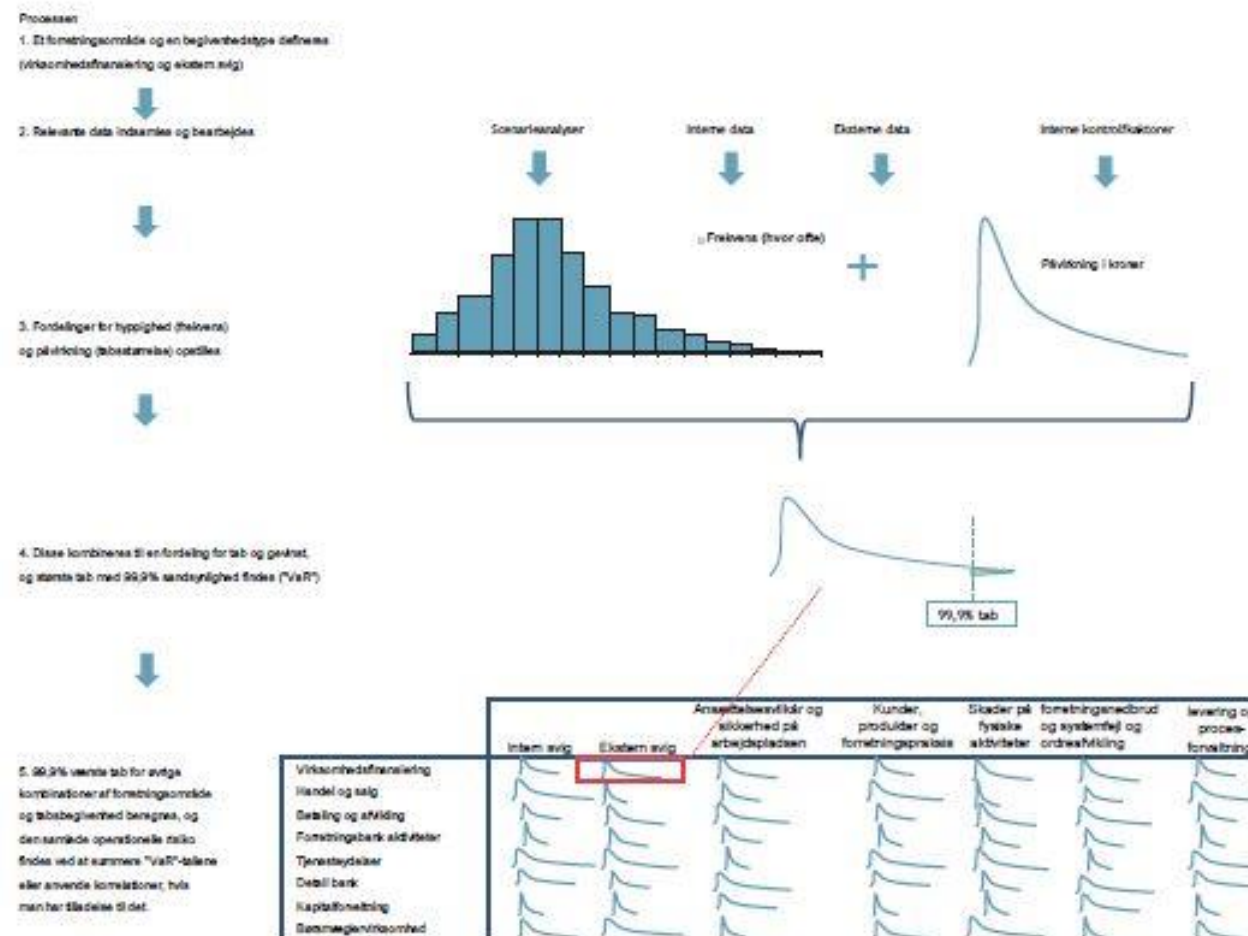 Processen
1. Et forretningsområde og en begivenhedstype defineres
(virksomhedsfinansiering og ekstern svig)
2. Relevante data indsamles og bearbejdes
Scenarieanalyser
Interne data
Eksterne data
Interne kontrolfaktorer
Frekvens (hvor ofte)
+
Påvirkning i kroner
3. Fordelinger for hyppighed (frekvens)
og påvirkning (tabsstørrelse) opstilles
4. Disse kombineres til en fordeling for tab og gevinst,
og største tab med 99,9% sandsynlighed findes ("VaR")
99,9% tab
Ansættelsesvilkår og
sikkerhed på
arbejdspladsen
Kunder,
produkter og
forretningspraksis
Skader på
fysiske
aktiviteter
forretningsnedbrud
og systemfejl og
ordreafvikling
levering o
proces-
forvaltning
Intern svig
Ekstern svig
5. 99,9% værste tab for øvrige
kombinationer af forretningsområde
og tabsbegivenhed beregnes, og
den samlede operationelle risiko
findes ved at summere "VaR"-tallene
eller anvende korrelationer, hvis
man har tilladelse til det.
Virksomhedsfinansiering
Handel og salg
Betaling og afvikling
Forretningsbank aktiviteter
Tjenesteydelser
Detail bank
Kapitalforvaltning
Børsmæglervirksomhed